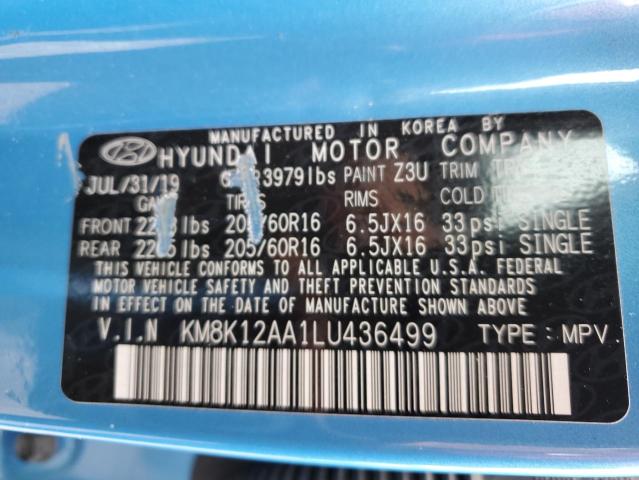 MANUFACTURED IN KOREA BY
HYUNDAI MOTOR COMPANY
JUL/31/19 3979lbs PAINT Z3U TRIM
RIMS COLD
FRONT lbs /60R16 6.5JX16 33psi SINGLE
REAR lbs 205/60R16 6.5JX16 33psi SINGLE
THIS VEHICLE CONFORMS TO ALL APPLICABLE U.S.A. FEDERAL
MOTOR VEHICLE SAFETY AND THEFT PREVENTION STANDARDS
IN EFFECT ON THE DATE OF MANUFACTURE SHOWN ABOVE.
V.I.N KM8K12AA1LU436499 TYPE : MPV